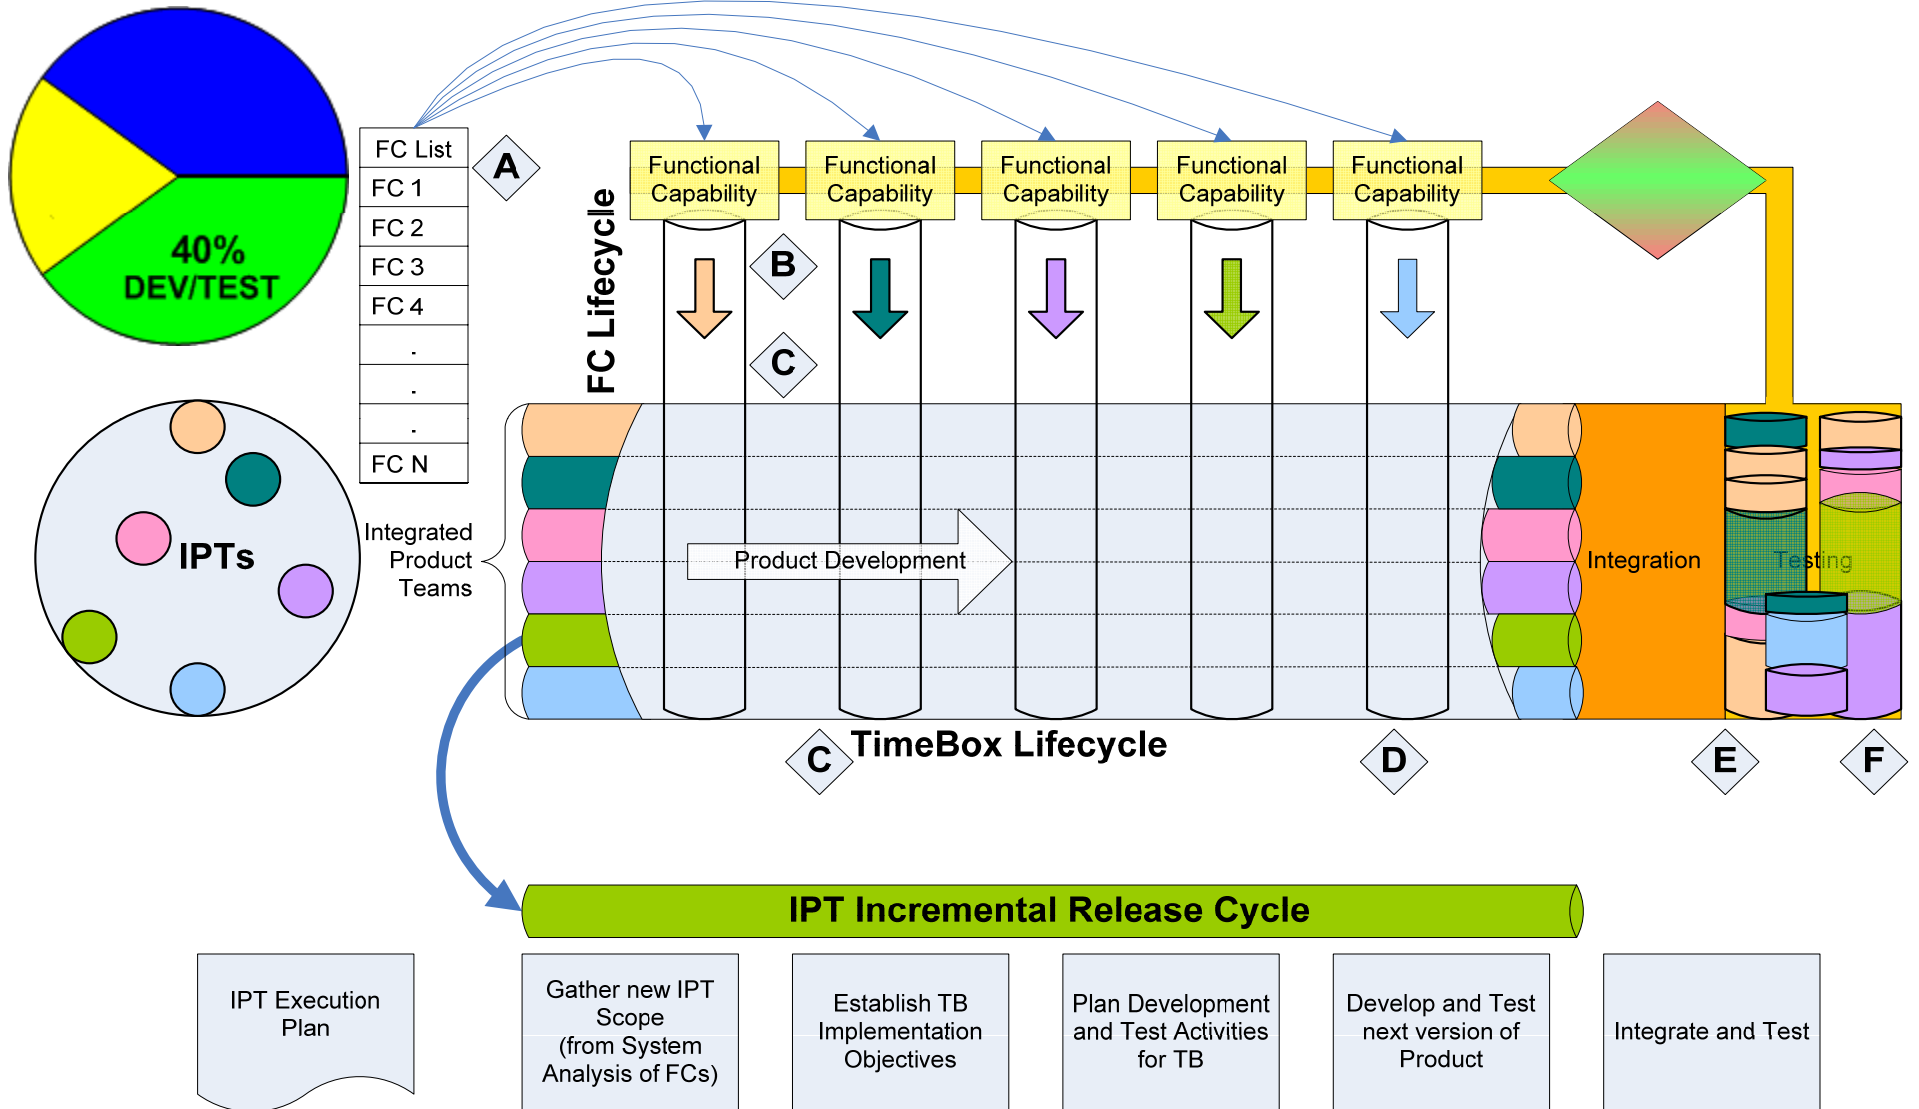 40%
DEV/TEST
FC List
FC 1
FC 2
FC 3
FC 4
.
.
.
FC N
A
Functional
Capability
Functional
Capability
Functional
Capability
Functional
Capability
Functional
Capability
FC Lifecycle
B
C
IPTs
Integrated
Product
Teams
Product Development
Integration
Testing
TimeBox Lifecycle
C
D
E
F
IPT Incremental Release Cycle
IPT Execution
Plan
Gather new IPT
Scope
(from System
Analysis of FCs)
Establish TB
Implementation
Objectives
Plan Development
and Test Activities
for TB
Develop and Test
next version of
Product
Integrate and Test